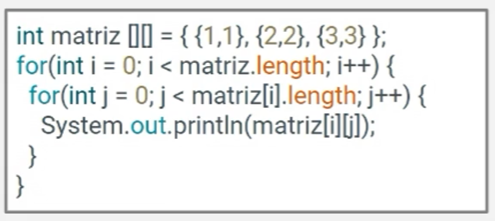 int matriz [][] = { {1,1}, {2,2}, {3,3} };
for(int i = 0; i < matriz.length; i++) {
for(int j = 0; j < matriz[i].length; j++) {
System.out.println(matriz[i][j]);
}
}